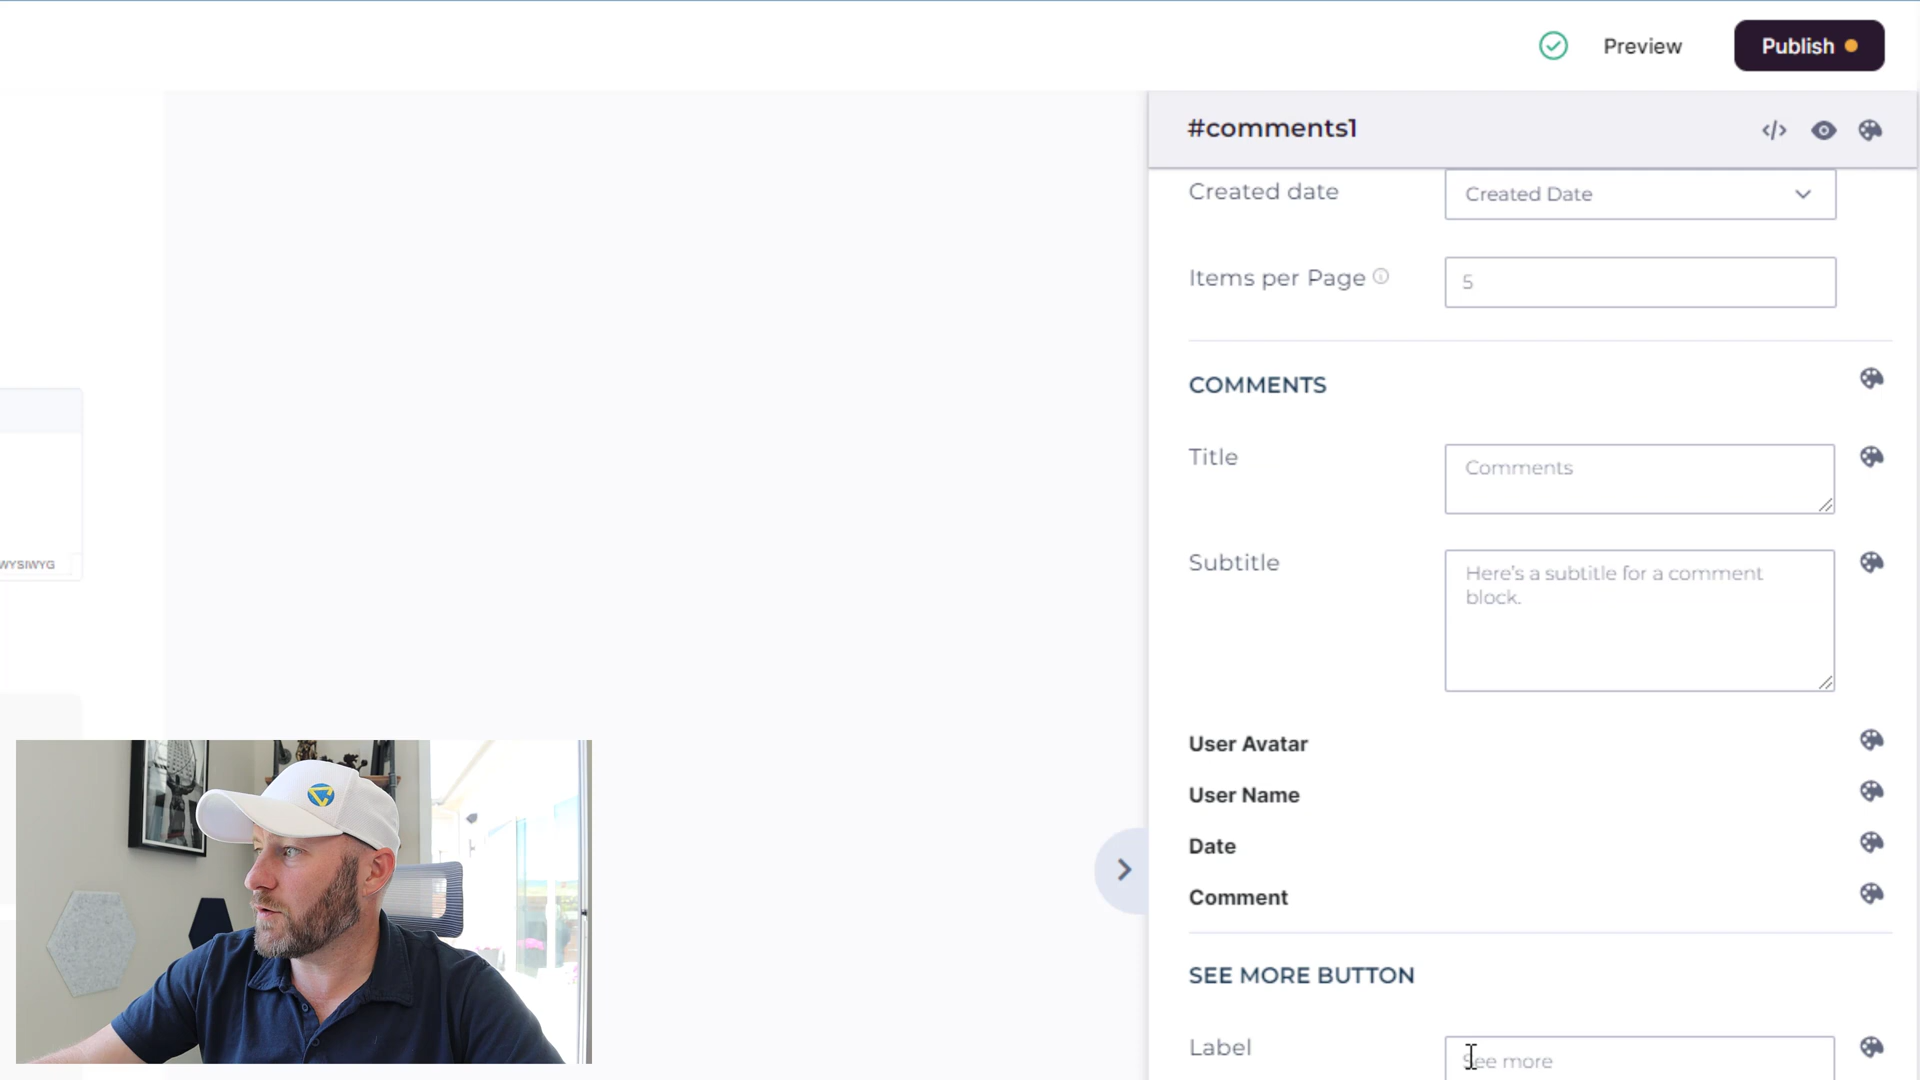 Preview
Publish
#comments1
</>
Created date
Created Date
Items per Page
5
COMMENTS
Title
Comments
Subtitle
Here's a subtitle for a comment
block.
WYSIWYG
User Avatar
User Name
Date
Comment
SEE MORE BUTTON
Label
See more